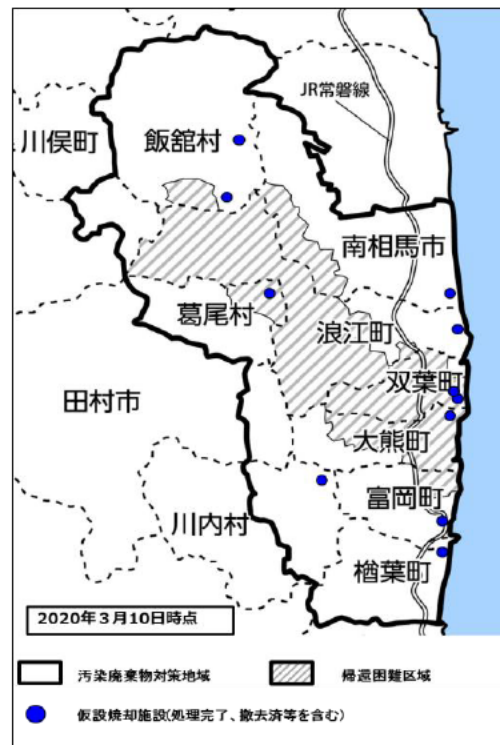 JR常磐線
川俣町
飯舘村
南相馬市
葛尾村
浪江町
双葉町
田村市
大熊町
富岡町
川内村
楢葉町
2020年3月10日時点
汚染廃棄物対策地域
帰還困難区域
仮設焼却施設(処理完了、撤去済等を含む)